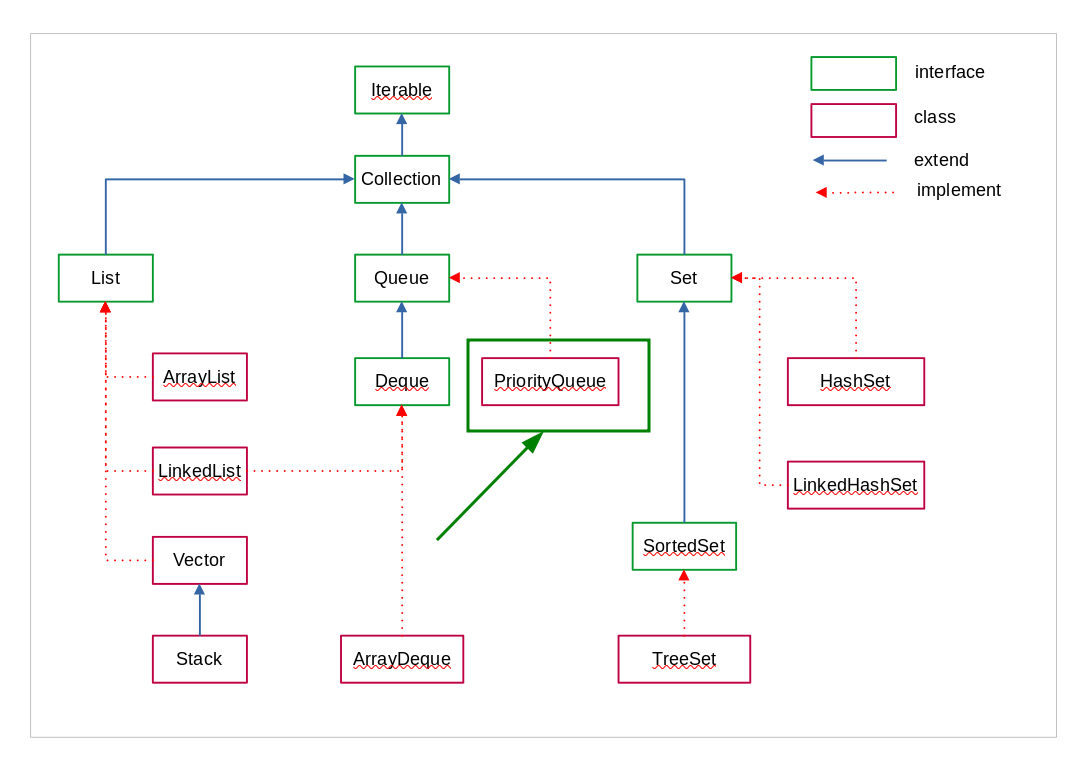 Iterable
interface
class
Collection
extend
implement
List
Queue
Set
ArrayList
Deque
PriorityQueue
HashSet
LinkedList
LinkedHashSet
Vector
SortedSet
Stack
ArrayDeque
TreeSet